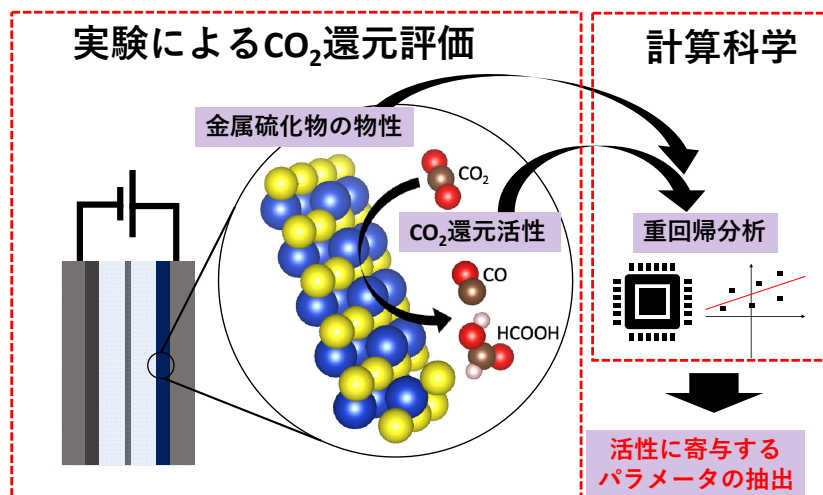 実験によるCO₂還元評価
計算科学
金属硫化物の物性
CO₂
CO₂還元活性
CO
HCOOH
重回帰分析
活性に寄与する
パラメータの抽出